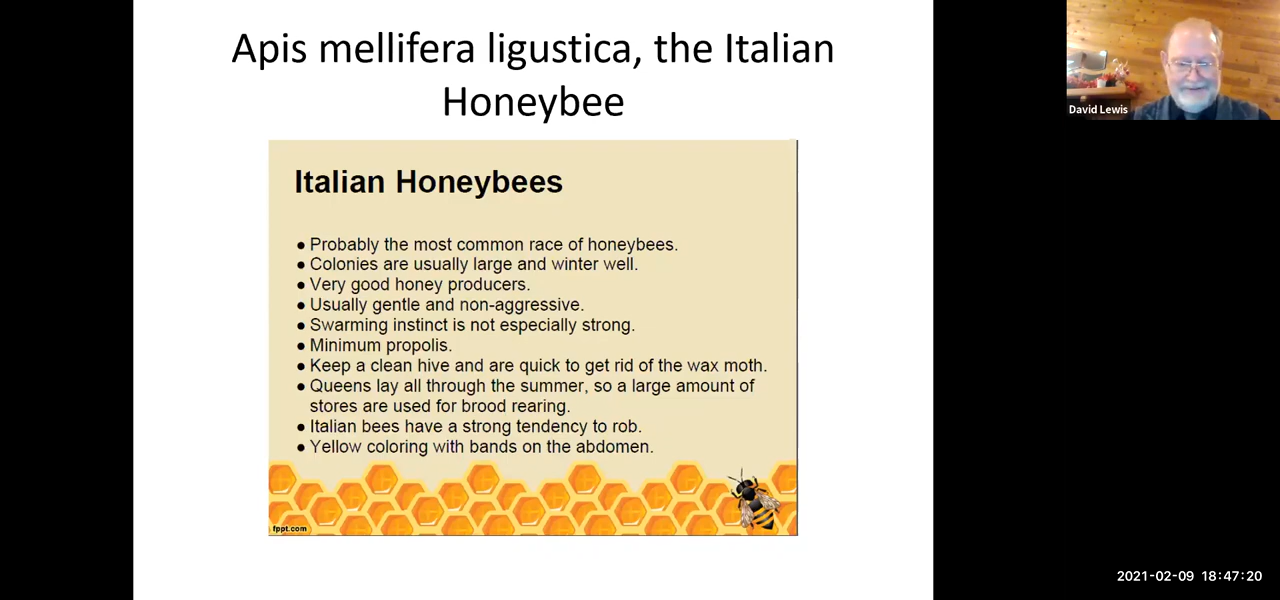 Apis mellifera ligustica, the Italian
Honeybee
David Lewis
Italian Honeybees
● Probably the most common race of honeybees.
● Colonies are usually large and winter well.
● Very good honey producers.
● Usually gentle and non-aggressive.
● Swarming instinct is not especially strong.
● Minimum propolis.
● Keep a clean hive and are quick to get rid of the wax moth.
● Queens lay all through the summer, so a large amount of
stores are used for brood rearing.
● Italian bees have a strong tendency to rob.
● Yellow coloring with bands on the abdomen.
fppt.com
2021-02-09 18:47:20